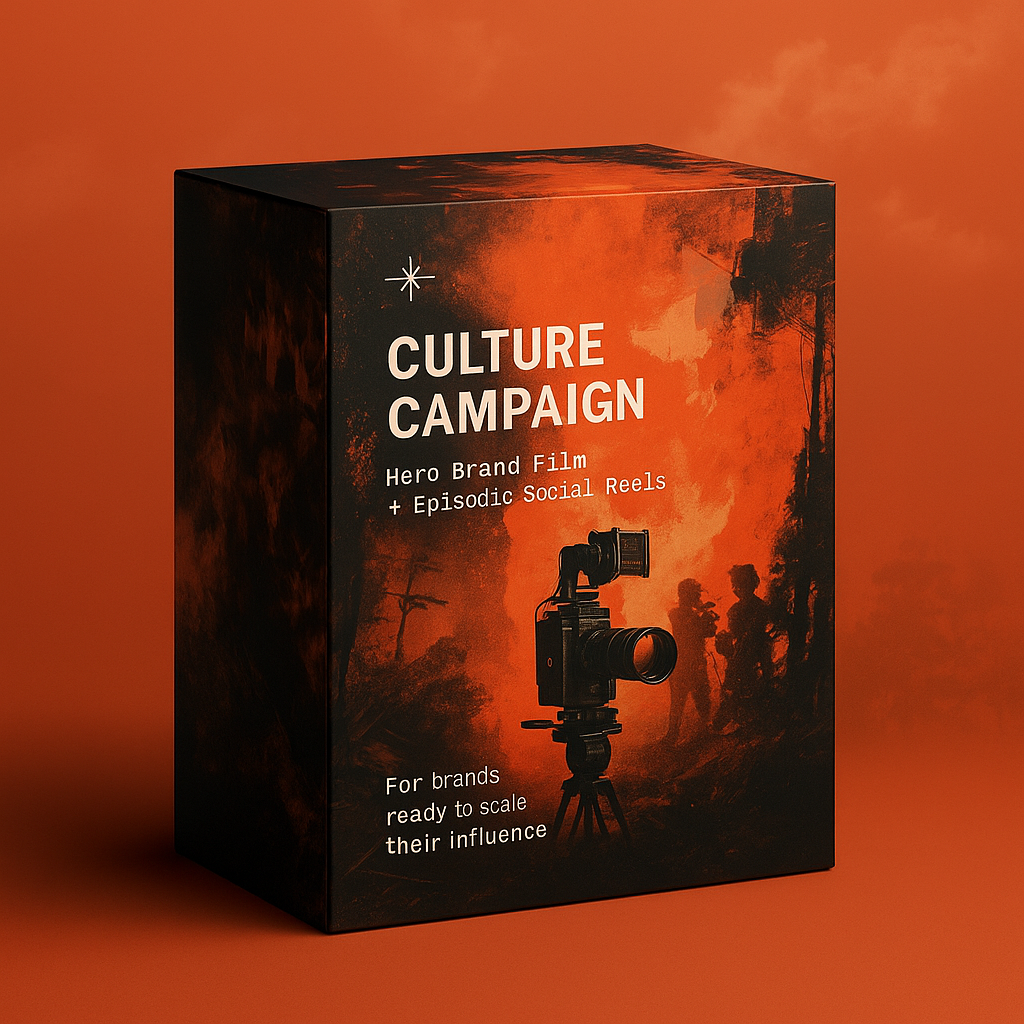 CULTURE
CAMPAIGN
Hero Brand Film
+ Episodic Social Reels
For brands
ready to scale
their influence